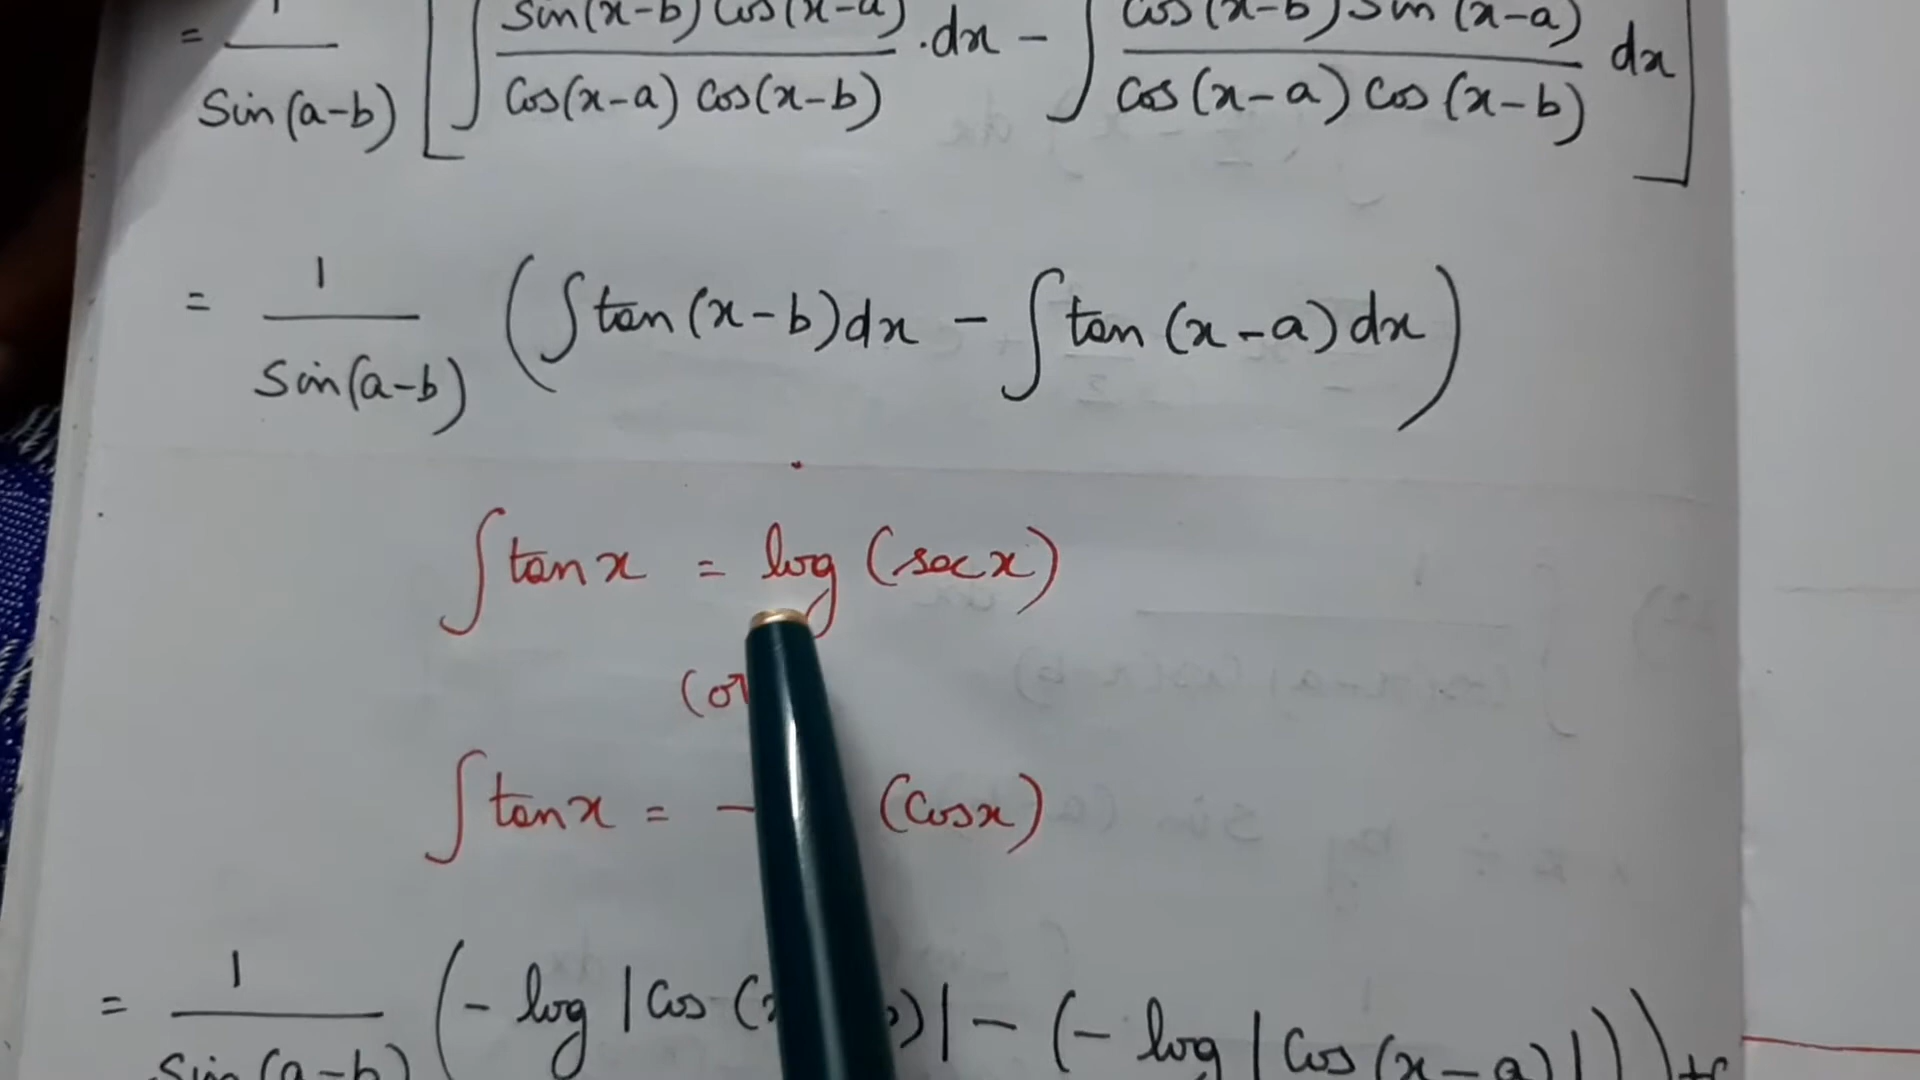 = 1/Sin(a-b) [ ∫ Sin(x-b) Cos(x-a)/Cos(x-a) Cos(x-b) .dx - ∫ Cos(x-b) Sin(x-a)/Cos(x-a) Cos(x-b) dx ]
= 1/Sin(a-b) ( ∫ tan(x-b)dx - ∫ tan(x-a)dx )
∫ tan x = log (sec x)
(or
∫ tan x = - (Cosx)
= 1/Sin(a-b) ( - log |Cos ( )| - (- log |Cos(x-a)|) ) +c